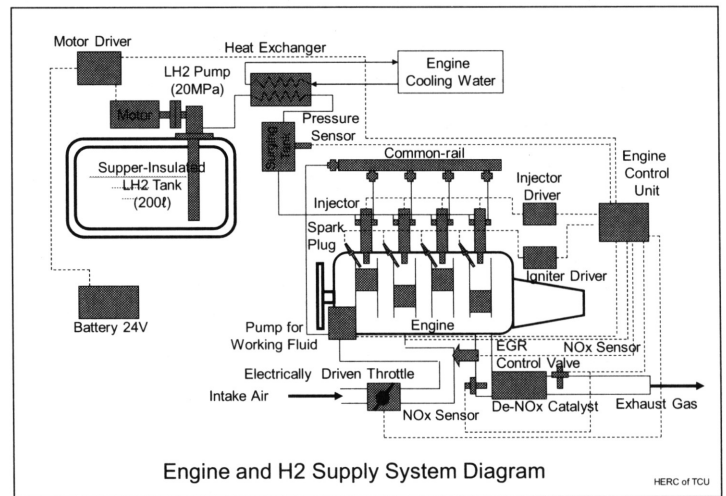 Motor Driver
Heat Exchanger
LH2 Pump
(20MPa)
Engine
Cooling Water
Motor
Surging
Tank
Pressure
Sensor
Common-rail
Engine
Control
Unit
Supper-Insulated
LH2 Tank
(200ℓ)
Injector
Injector
Driver
Spark
Plug
Igniter Driver
Battery 24V
Pump for
Working Fluid
Engine
EGR
Control Valve
NOx Sensor
Electrically Driven Throttle
Intake Air
NOx Sensor
De-NOx Catalyst
Exhaust Gas
Engine and H2 Supply System Diagram
HERC of TCU